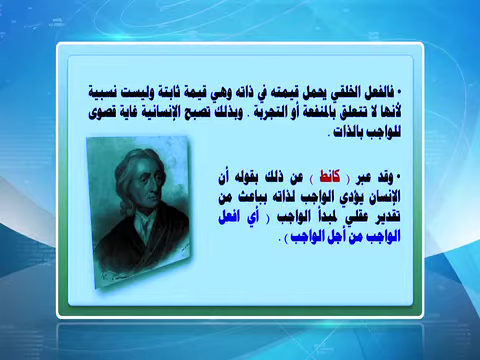 • فالفعل الخلقي يحمل قيمته في ذاته وهي قيمة ثابتة وليست نسبية
لأنها لا تتعلق بالمنفعة أو التجربة . وبذلك تصبح الإنسانية غاية قصوى
للواجب بالذات .
• وقد عبر ( كانط ) عن ذلك بقوله أن
الإنسان يؤدي الواجب لذاته بباعث من
تقدير عقلي لمبدأ الواجب ( أي افعل
الواجب من أجل الواجب ) .